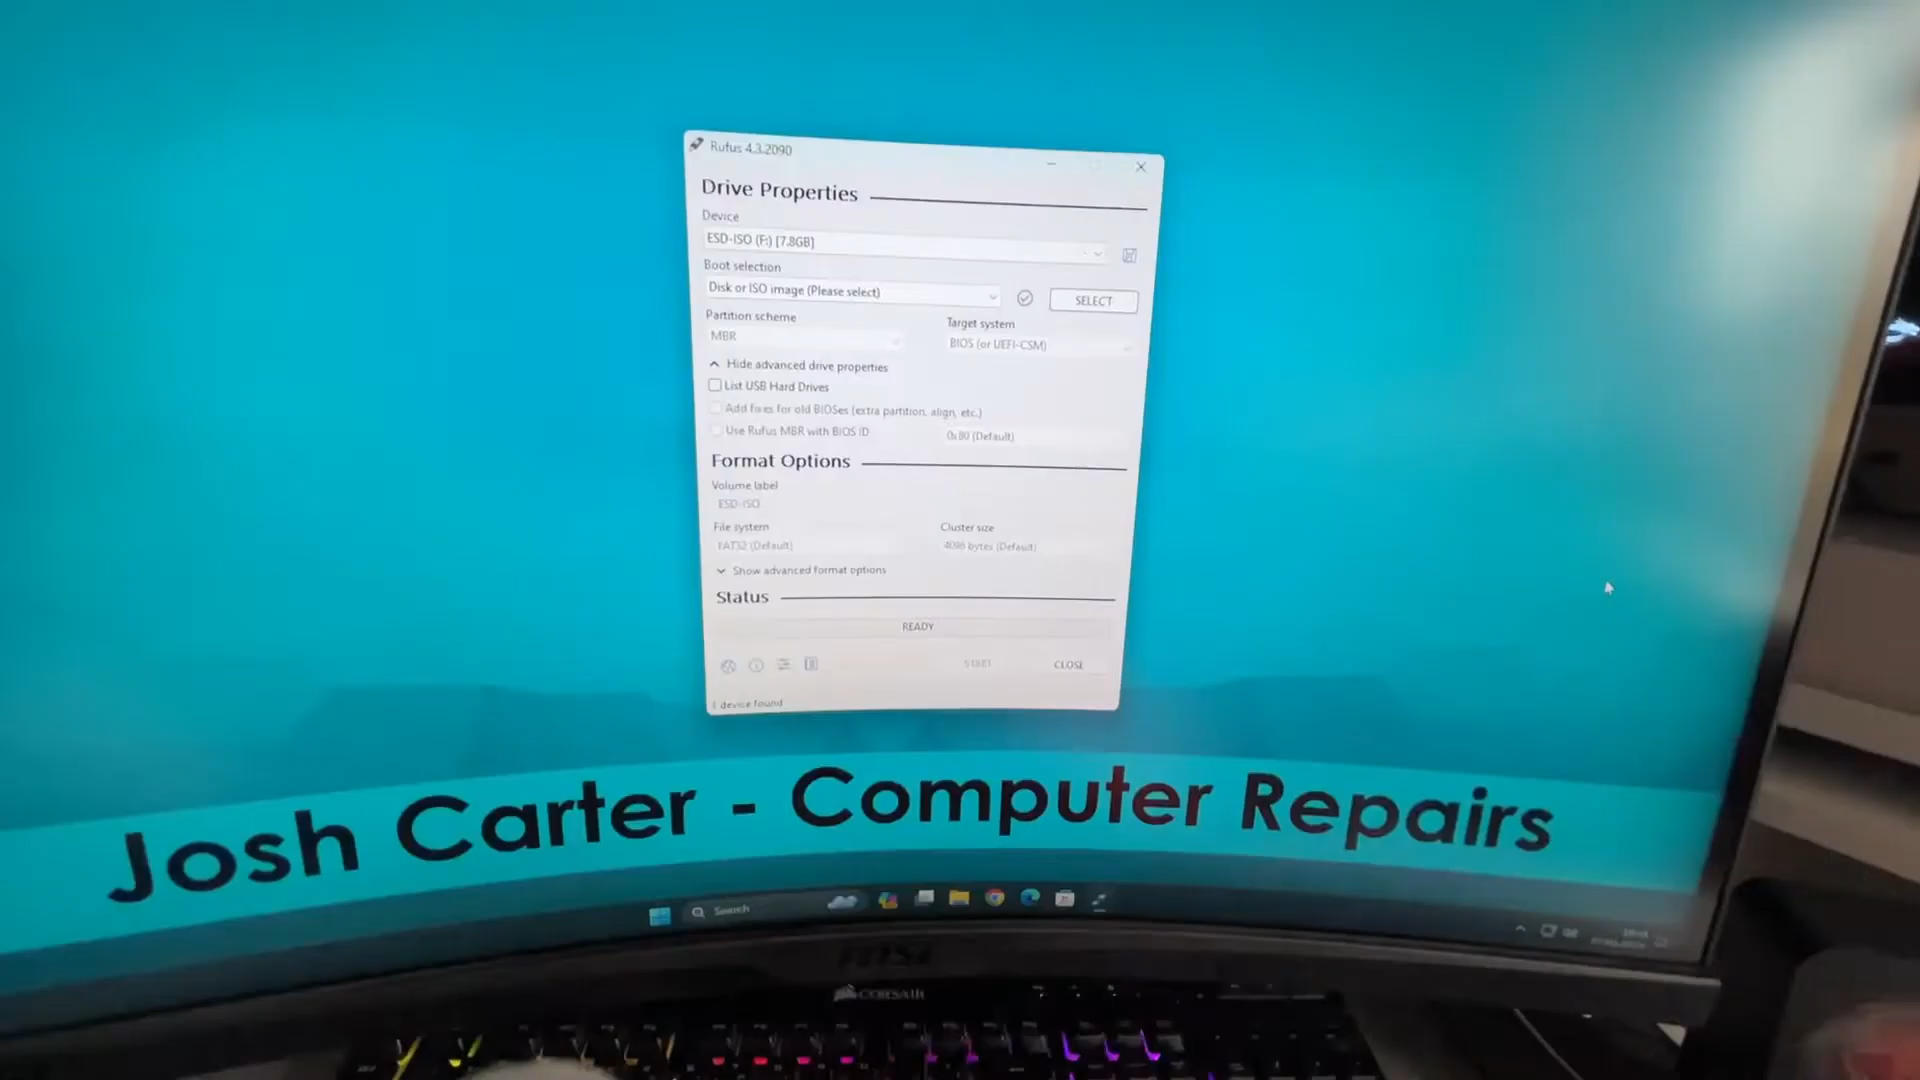 Rufus 4.3.2090
Drive Properties
Device
ESD-ISO (F:) [7.8GB]
Boot selection
Disk or ISO image (Please select)
SELECT
Partition scheme
Target system
MBR
BIOS (or UEFI-CSM)
Hide advanced drive properties
List USB Hard Drives
Add fixes for old BIOSes (extra partition, align, etc.)
Use Rufus MBR with BIOS ID
0x80 (Default)
Format Options
Volume label
ESD-ISO
File system
Cluster size
FAT32 (Default)
4096 bytes (Default)
Show advanced format options
Status
READY
START
CLOSE
1 device found
Josh Carter - Computer Repairs
Search
msi
CORSAIR